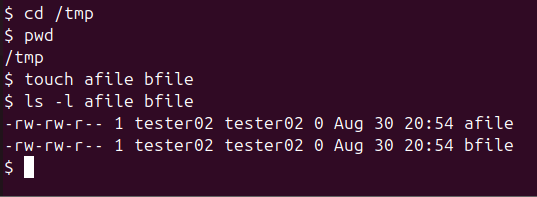 $ cd /tmp
$ pwd
/tmp
$ touch afile bfile
$ ls -l afile bfile
-rw-rw-r-- 1 tester02 tester02 0 Aug 30 20:54 afile
-rw-rw-r-- 1 tester02 tester02 0 Aug 30 20:54 bfile
$